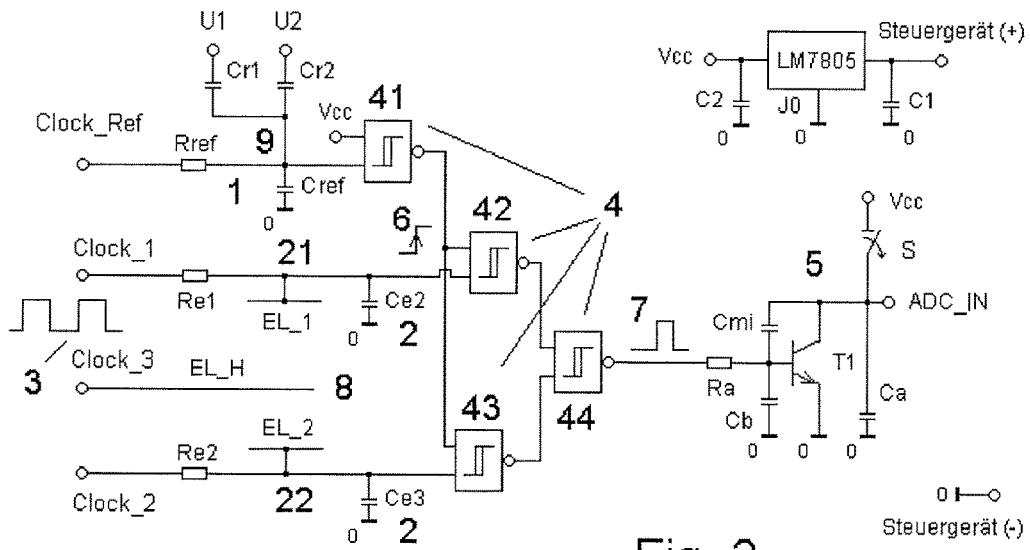 U1 U2
Cr1 Cr2
Steuergerät (+)
Vcc LM7805
C2 J0 C1
0 0 0
Clock_Ref
Rref 9 Vcc 41
1 Cref
0
6 42 4
Vcc
S
Clock_1 21
Re1 EL_1 Ce2
0 2
5
ADC_IN
7 Cmi
3 Clock_3
EL_H 8
Ra T1 Ca
Cb
0 0 0
43 44
EL_2
Re2
Clock_2 22 Ce3
0 2
0
Steuergerät (-)